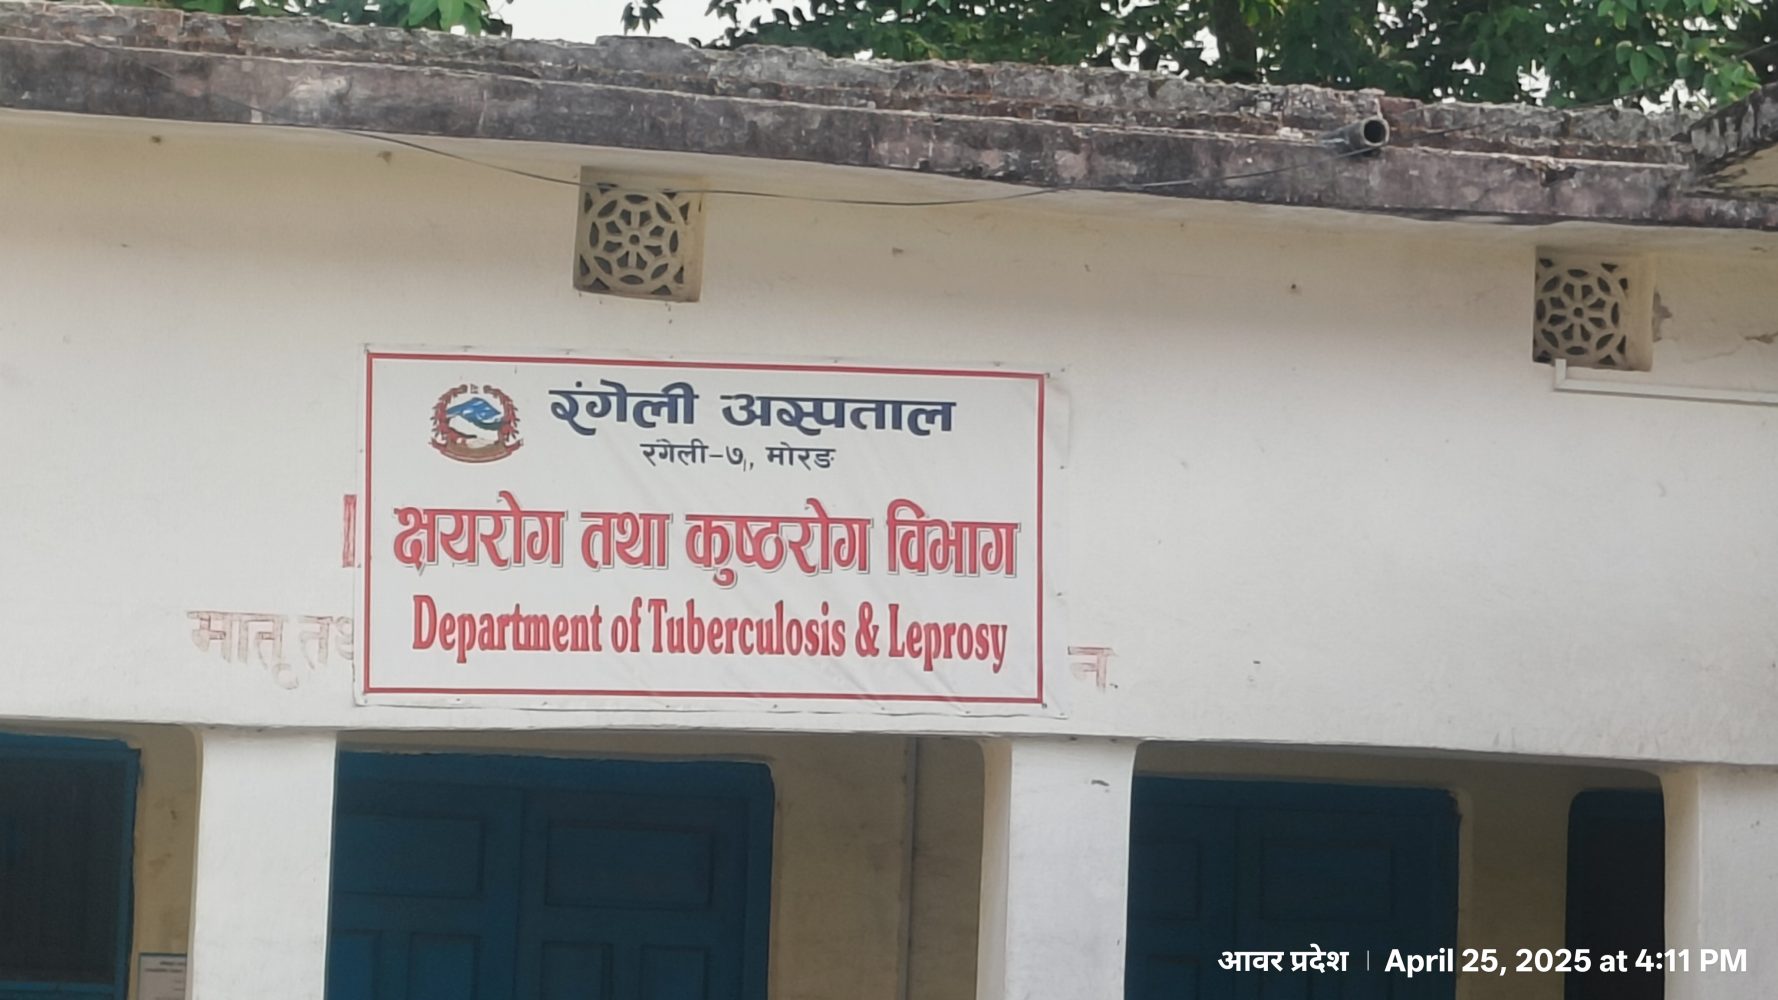 रंगेली अस्पताल
रंगेली-७, मोरङ
क्षयरोग तथा कुष्ठरोग विभाग
Department of Tuberculosis & Leprosy
मातृ तथ
न
आवर प्रदेश | April 25, 2025 at 4:11 PM